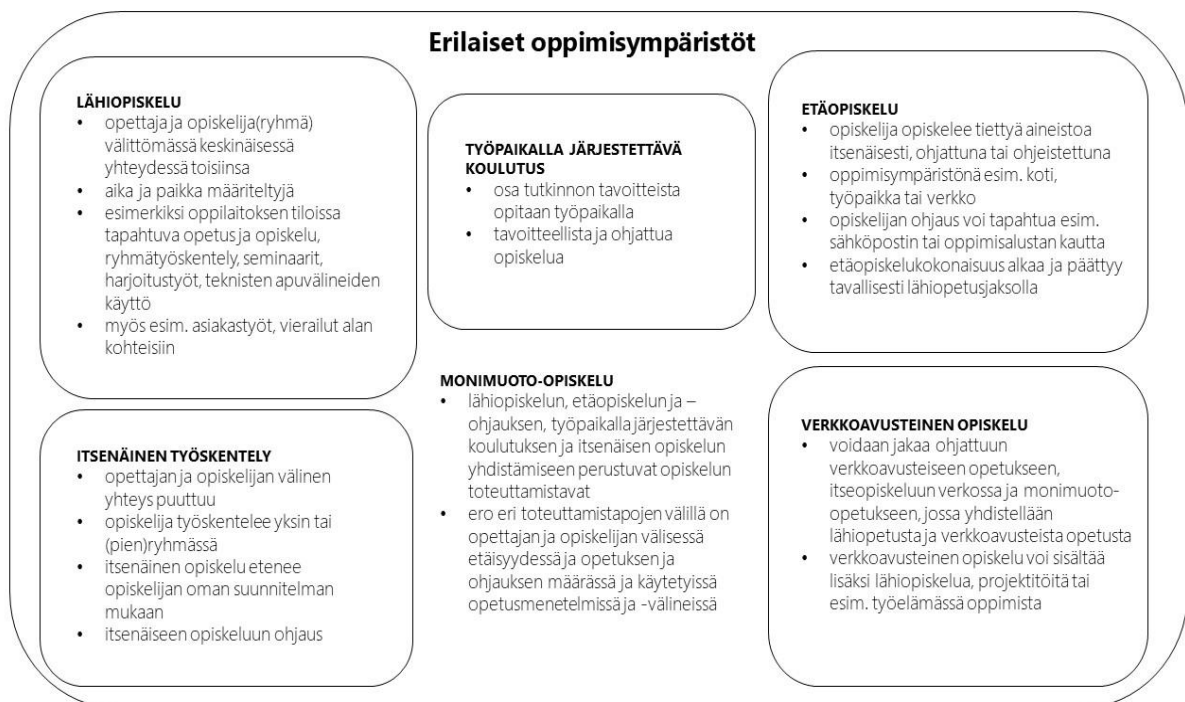 Erilaiset oppimisympäristöt
LÄHIOPISKELU
• opettaja ja opiskelija(ryhmä)
välittömässä keskinäisessä
yhteydessä toisiinsa
• aika ja paikka määriteltyjä
• esimerkiksi oppilaitoksen tiloissa
tapahtuva opetus ja opiskelu,
ryhmätyöskentely, seminaarit,
harjoitustyöt, teknisten apuvälineiden
käyttö
• myös esim. asiakastyöt, vierailut alan
kohteisiin
TYÖPAIKALLA JÄRJESTETTÄVÄ
KOULUTUS
• osa tutkinnon tavoitteista
opitaan työpaikalla
• tavoitteellista ja ohjattua
opiskelua
ETÄOPISKELU
• opiskelija opiskelee tiettyä aineistoa
itsenäisesti, ohjattuna tai ohjeistettuna
• oppimisympäristönä esim. koti,
työpaikka tai verkko
• opiskelijan ohjaus voi tapahtua esim.
sähköpostin tai oppimisalustan kautta
• etäopiskelukokonaisuus alkaa ja päättyy
tavallisesti lähiopetusjaksolla
ITSENÄINEN TYÖSKENTELY
• opettajan ja opiskelijan välinen
yhteys puuttuu
• opiskelija työskentelee yksin tai
(pien)ryhmässä
• itsenäinen opiskelu etenee
opiskelijan oman suunnitelman
mukaan
• itsenäiseen opiskeluun ohjaus
MONIMUOTO-OPISKELU
• lähiopiskelun, etäopiskelun ja –
ohjauksen, työpaikalla järjestettävän
koulutuksen ja itsenäisen opiskelun
yhdistämiseen perustuvat opiskelun
toteuttamistavat
• ero eri toteuttamistapojen välillä on
opettajan ja opiskelijan välisessä
etäisyydessä ja opetuksen ja
ohjauksen määrässä ja käytetyissä
opetusmenetelmissä ja -välineissä
VERKKOAVUSTEINEN OPISKELU
• voidaan jakaa ohjattuun
verkkoavusteiseen opetukseen,
itseopiskeluun verkossa ja monimuoto-
opetukseen, jossa yhdistellään
lähiopetusta ja verkkoavusteista opetusta
• verkkoavusteinen opiskelu voi sisältää
lisäksi lähiopiskelua, projektitöitä tai
esim. työelämässä oppimista